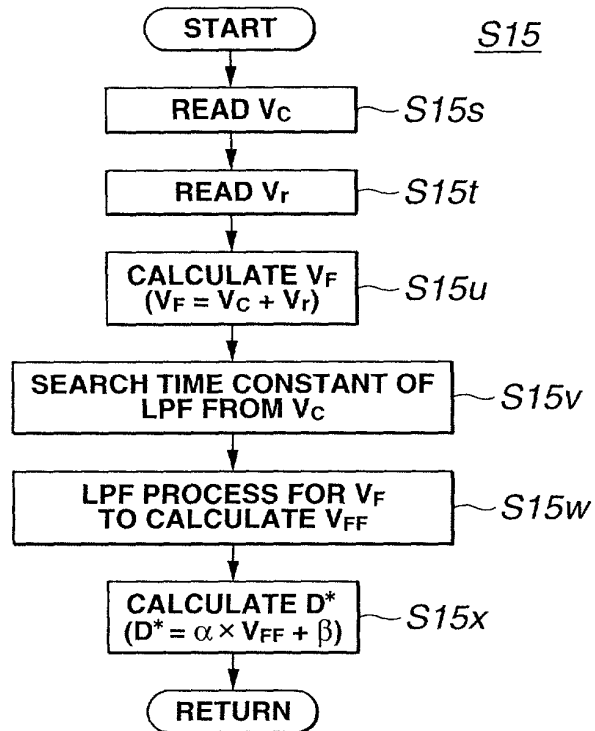 START
S15
READ VC
S15s
READ Vr
S15t
CALCULATE VF
(VF = VC + Vr)
S15u
SEARCH TIME CONSTANT OF
LPF FROM VC
S15v
LPF PROCESS FOR VF
TO CALCULATE VFF
S15w
CALCULATE D*
(D* = α × VFF + β)
S15x
RETURN